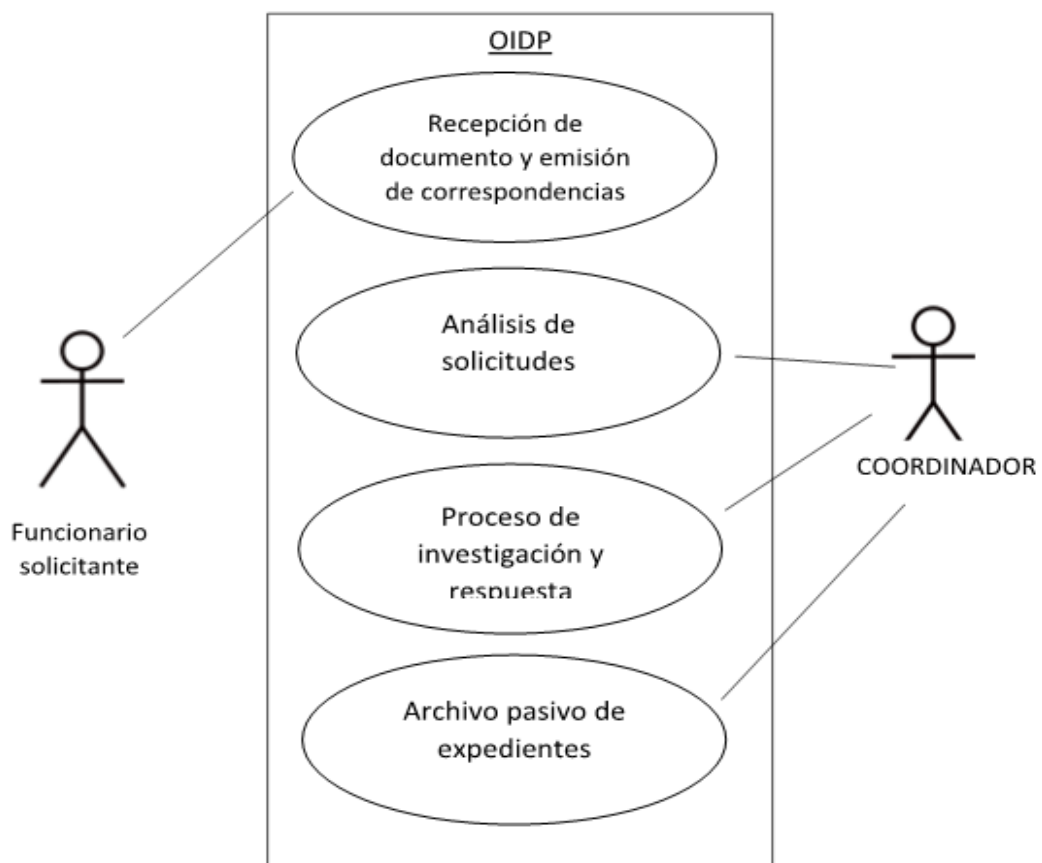 OIDP
Recepción de
documento y emisión
de correspondencias
Análisis de
solicitudes
Proceso de
investigación y
respuesta
Archivo pasivo de
expedientes
Funcionario
solicitante
COORDINADOR